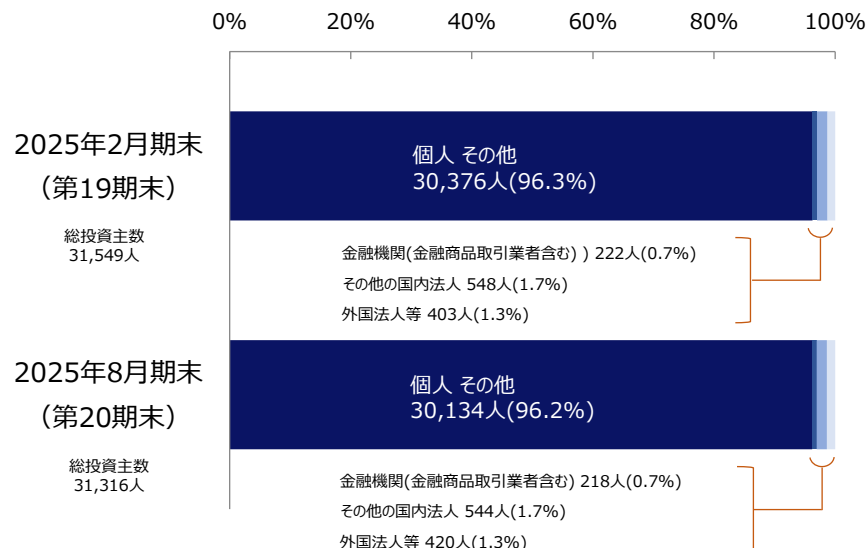 0% 20% 40% 60% 80% 100%
2025年2月期末
（第19期末）
総投資主数
31,549人
個人 その他
30,376人(96.3%)
金融機関(金融商品取引業者含む) ) 222人(0.7%)
その他の国内法人 548人(1.7%)
外国法人等 403人(1.3%)
2025年8月期末
（第20期末）
総投資主数
31,316人
個人 その他
30,134人(96.2%)
金融機関(金融商品取引業者含む) 218人(0.7%)
その他の国内法人 544人(1.7%)
外国法人等 420人(1.3%)